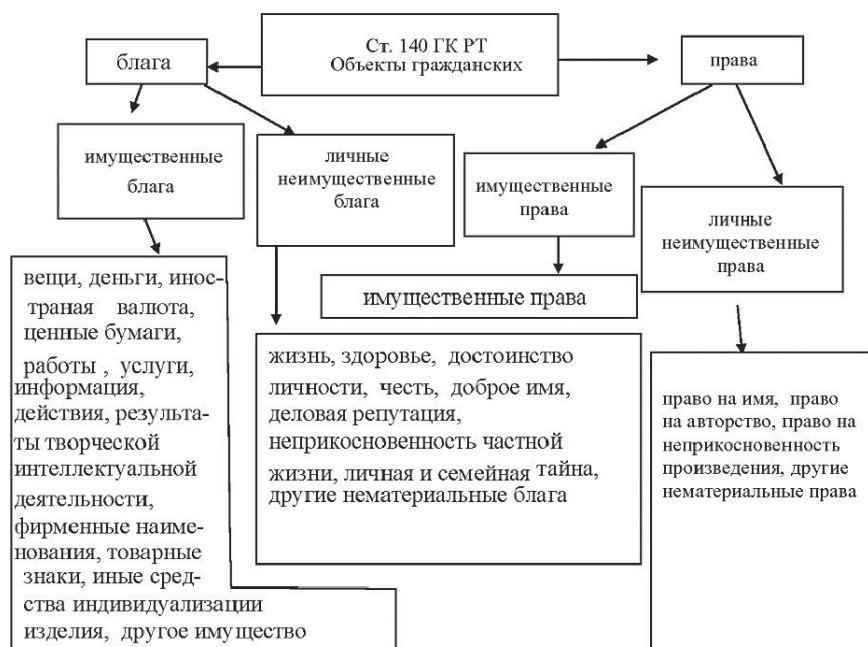 Ст. 140 ГК РТ
Объекты гражданских
блага
права
имущественные
блага
личные
неимущественные
блага
имущественные
права
личные
неимущественные
права
вещи, деньги, инос-
траная валюта,
ценные бумаги,
работы , услуги,
информация,
действия, результа-
ты творческой
интеллектуальной
деятельности,
фирменные наиме-
нования, товарные
знаки, иные сред-
ства индивидуализации
изделия, другое имущество
жизнь, здоровье, достоинство
личности, честь, доброе имя,
деловая репутация,
неприкосновенность частной
жизни, личная и семейная тайна,
другие нематериальные блага
имущественные права
право на имя, право
на авторство, право на
неприкосновенность
произведения, другие
нематериальные права